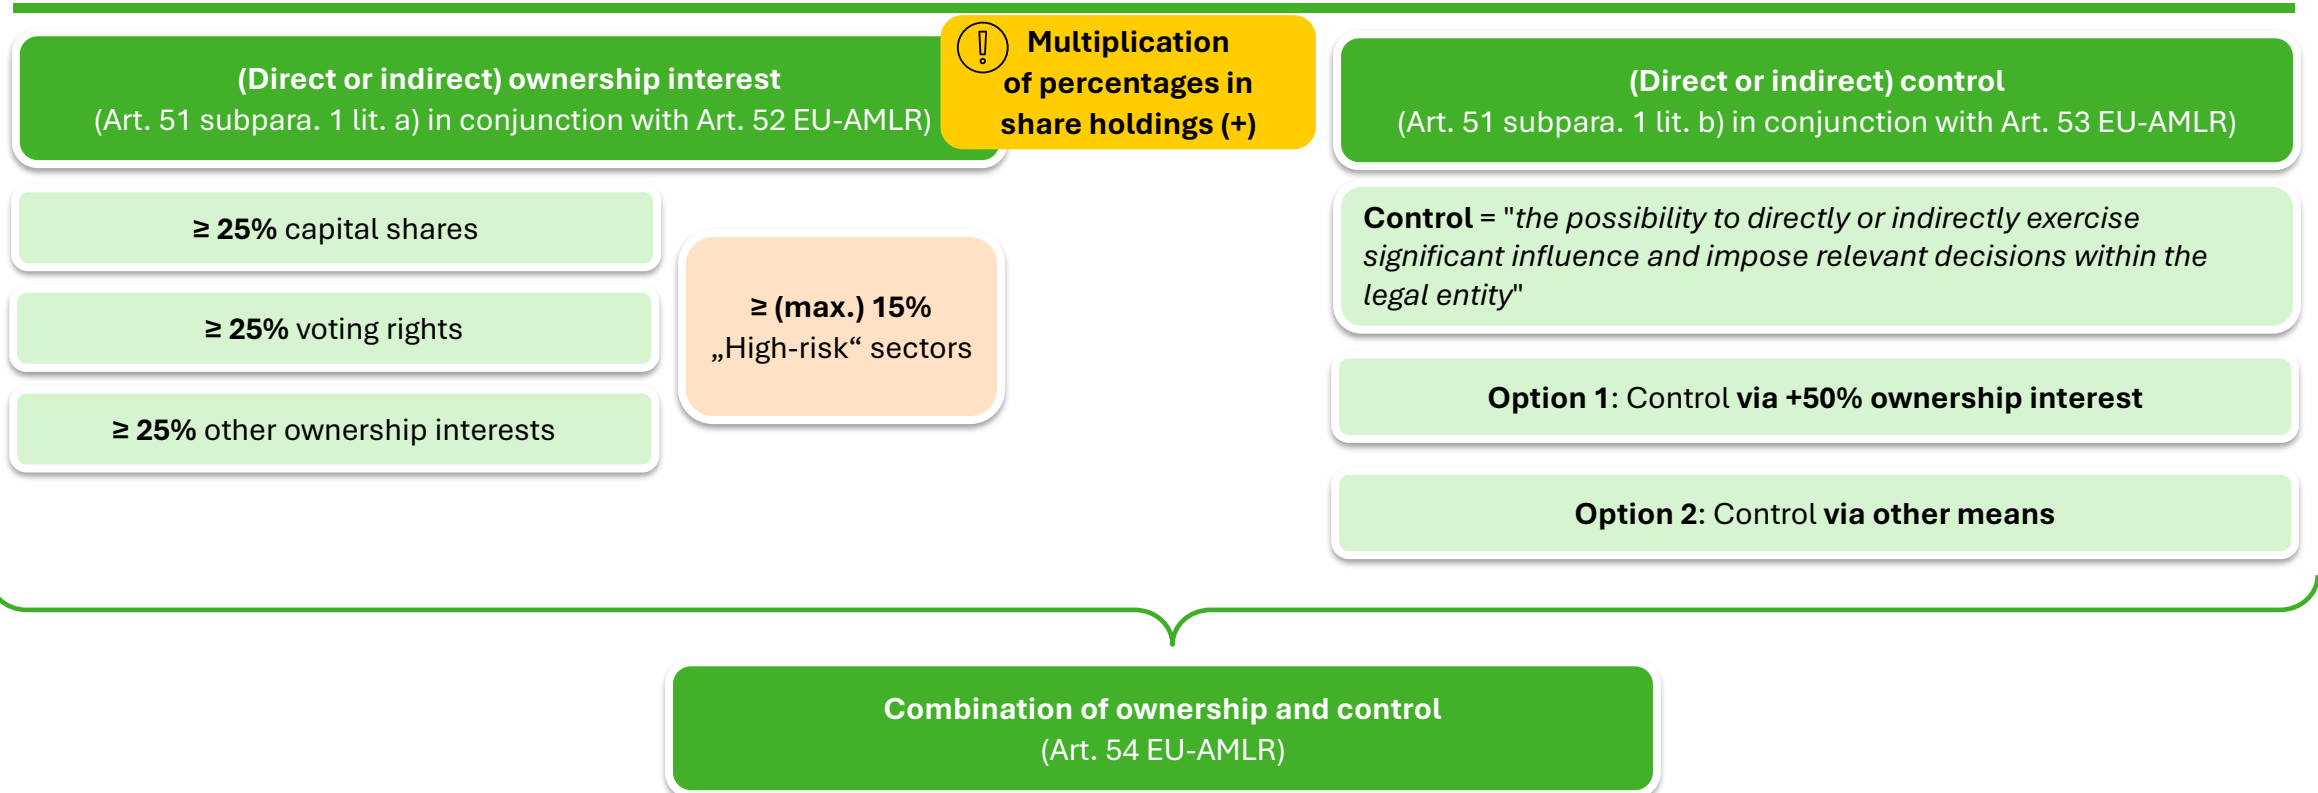 (Direct or indirect) ownership interest
(Art. 51 subpara. 1 lit. a) in conjunction with Art. 52 EU-AMLR)
Multiplication
of percentages in
share holdings (+)
(Direct or indirect) control
(Art. 51 subpara. 1 lit. b) in conjunction with Art. 53 EU-AMLR)
≥ 25% capital shares
≥ 25% voting rights
≥ 25% other ownership interests
≥ (max.) 15%
„High-risk“ sectors
Control = "the possibility to directly or indirectly exercise
significant influence and impose relevant decisions within the
legal entity"
Option 1: Control via +50% ownership interest
Option 2: Control via other means
Combination of ownership and control
(Art. 54 EU-AMLR)